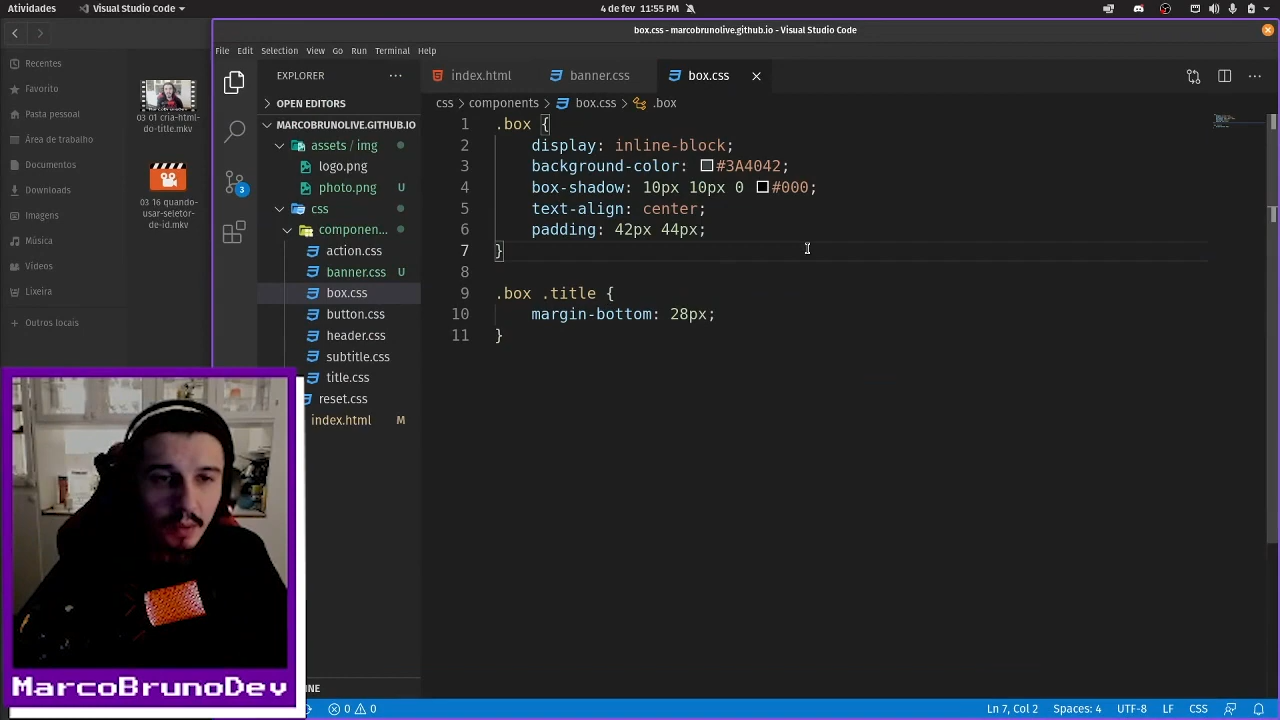 Atividades
Visual Studio Code
4 de fev 11:55 PM
box.css - marcobrunolive.github.io - Visual Studio Code
File Edit Selection View Go Run Terminal Help
Recentes
Favorito
Pasta pessoal
Área de trabalho
Documentos
Downloads
Imagens
Música
Vídeos
Lixeira
Outros locais
03 01 cria-html-
do-title.mkv
03 16 quando-
usar-seletor-
de-id.mkv
3
EXPLORER
OPEN EDITORS
MARCOBRUNOLIVE.GITHUB.IO
assets / img
logo.png
photo.png U
css
componen...
action.css
banner.css U
box.css
button.css
header.css
subtitle.css
title.css
reset.css
index.html M
INE
index.html banner.css box.css
css > components > box.css > .box
1 .box {
2 display: inline-block;
3 background-color: #3A4042;
4 box-shadow: 10px 10px 0 #000;
5 text-align: center;
6 padding: 42px 44px;
7 }
8
9 .box .title {
10 margin-bottom: 28px;
11 }
MarcoBrunoDev
0 0
Ln 7, Col 2 Spaces: 4 UTF-8 LF CSS